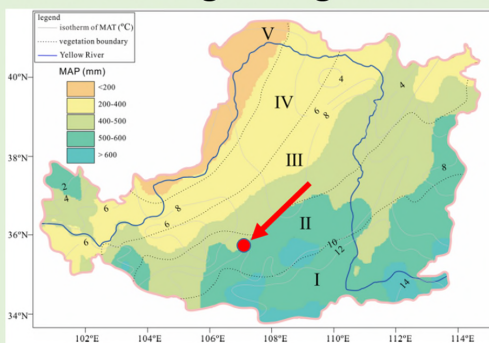 legend
isotherm of MAT (°C)
vegetation boundary
Yellow River
MAP (mm)
<200
200-400
400-500
500-600
> 600
V
IV
III
II
I
4
4
6
8
8
2
4
6
8
6
6
10
12
14
40°N
38°N
36°N
34°N
102°E
104°E
106°E
108°E
110°E
112°E
114°E